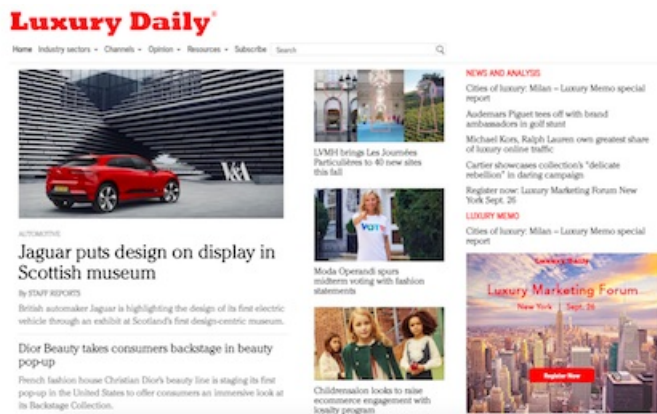 Luxury Daily®
Home Industry sectors Channels Opinion Resources Subscribe Search
V&A
AUTOMOTIVE
Jaguar puts design on display in
Scottish museum
By STAFF REPORTS
British automaker Jaguar is highlighting the design of its first electric
vehicle through an exhibit at Scotland's first design-centric museum.
Dior Beauty takes consumers backstage in beauty
pop-up
French fashion house Christian Dior's beauty line is staging its first
pop-up in the United States to offer consumers an immersive look at
its Backstage Collection.
LVMH brings Les Journées
Particulières to 40 new sites
this fall
VOTE
Moda Operandi spurs
midterm voting with fashion
statements
Childrensalon looks to raise
ecommerce engagement with
loyalty program
NEWS AND ANALYSIS
Cities of luxury: Milan – Luxury Memo special
report
Audemars Piguet tees off with brand
ambassadors in golf stunt
Michael Kors, Ralph Lauren own greatest share
of luxury online traffic
Cartier showcases collection's "delicate
rebellion" in daring campaign
Register now: Luxury Marketing Forum New
York Sept. 26
LUXURY MEMO
Cities of luxury: Milan – Luxury Memo special
report
Luxury Daily
Luxury Marketing Forum
New York | Sept. 26
Register Now